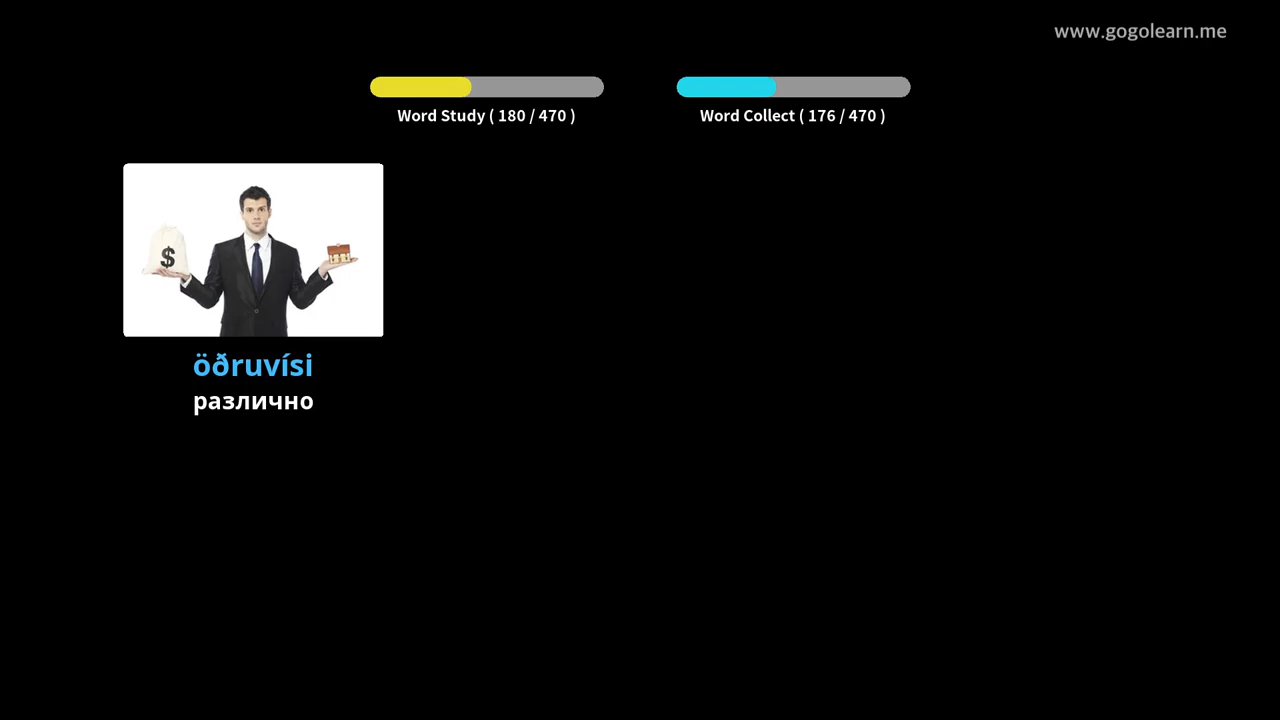 www.gogolearn.me
Word Study ( 180 / 470 )
Word Collect ( 176 / 470 )
$
öðruvísi
различно